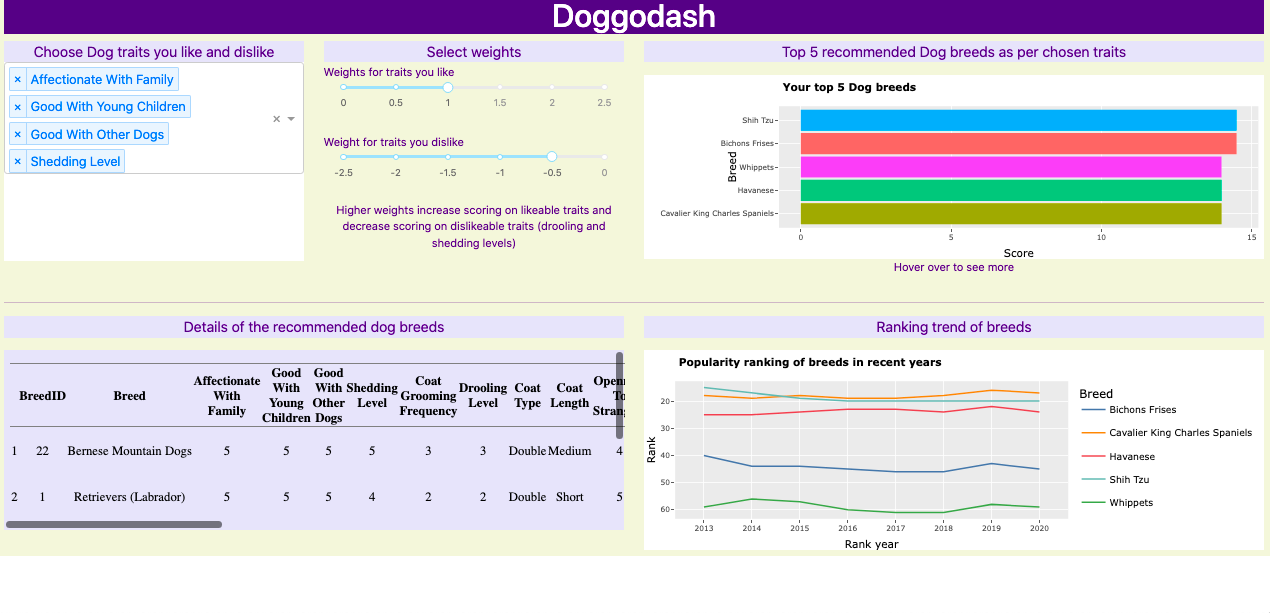 Doggodash
Choose Dog traits you like and dislike
× Affectionate With Family
× Good With Young Children
× Good With Other Dogs
× Shedding Level
×
Select weights
Weights for traits you like
0 0.5 1 1.5 2 2.5
Weight for traits you dislike
-2.5 -2 -1.5 -1 -0.5 0
Higher weights increase scoring on likeable traits and
decrease scoring on dislikeable traits (drooling and
shedding levels)
Top 5 recommended Dog breeds as per chosen traits
Your top 5 Dog breeds
Breed
Shih Tzu
Bichons Frises
Whippets
Havanese
Cavalier King Charles Spaniels
0 5 10 15
Score
Hover over to see more
Details of the recommended dog breeds
BreedID Breed Affectionate With Family Good With Young Children Good With Other Dogs Shedding Level Coat Grooming Frequency Drooling Level Coat Type Coat Length Openn To Strang
1 22 Bernese Mountain Dogs 5 5 5 5 3 3 Double Medium 4
2 1 Retrievers (Labrador) 5 5 5 4 2 2 Double Short 5
Ranking trend of breeds
Popularity ranking of breeds in recent years
Rank
20
30
40
50
60
2013 2014 2015 2016 2017 2018 2019 2020
Rank year
Breed
Bichons Frises
Cavalier King Charles Spaniels
Havanese
Shih Tzu
Whippets